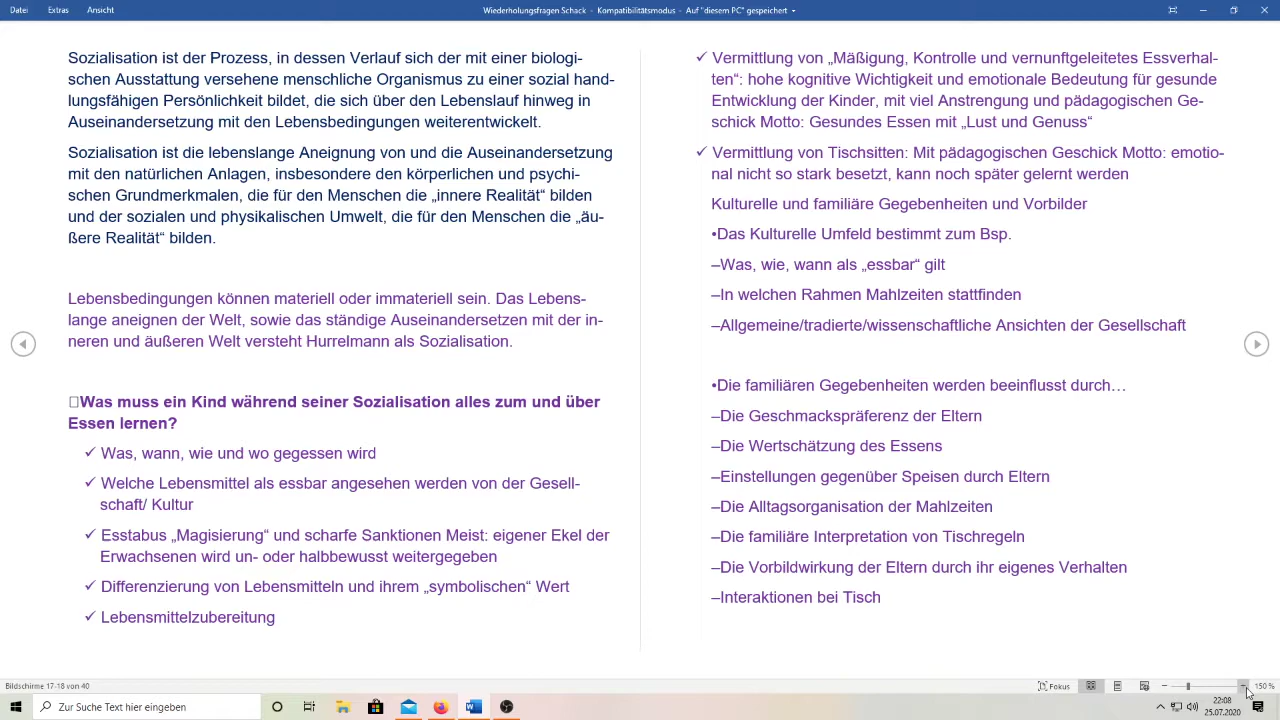 Datei Extras Ansicht
Wiederholungsfragen Schack - Kompatibilitätsmodus - Auf "diesem PC" gespeichert
Sozialisation ist der Prozess, in dessen Verlauf sich der mit einer biologi-
schen Ausstattung versehene menschliche Organismus zu einer sozial hand-
lungsfähigen Persönlichkeit bildet, die sich über den Lebenslauf hinweg in
Auseinandersetzung mit den Lebensbedingungen weiterentwickelt.
Sozialisation ist die lebenslange Aneignung von und die Auseinandersetzung
mit den natürlichen Anlagen, insbesondere den körperlichen und psychi-
schen Grundmerkmalen, die für den Menschen die „innere Realität“ bilden
und der sozialen und physikalischen Umwelt, die für den Menschen die „äu-
ßere Realität“ bilden.
Lebensbedingungen können materiell oder immateriell sein. Das Lebens-
lange aneignen der Welt, sowie das ständige Auseinandersetzen mit der in-
neren und äußeren Welt versteht Hurrelmann als Sozialisation.
Was muss ein Kind während seiner Sozialisation alles zum und über
Essen lernen?
✓ Was, wann, wie und wo gegessen wird
✓ Welche Lebensmittel als essbar angesehen werden von der Gesell-
schaft/ Kultur
✓ Esstabus „Magisierung“ und scharfe Sanktionen Meist: eigener Ekel der
Erwachsenen wird un- oder halbbewusst weitergegeben
✓ Differenzierung von Lebensmitteln und ihrem „symbolischen“ Wert
✓ Lebensmittelzubereitung
✓ Vermittlung von „Mäßigung, Kontrolle und vernunftgeleitetes Essverhal-
ten“: hohe kognitive Wichtigkeit und emotionale Bedeutung für gesunde
Entwicklung der Kinder, mit viel Anstrengung und pädagogischen Ge-
schick Motto: Gesundes Essen mit „Lust und Genuss“
✓ Vermittlung von Tischsitten: Mit pädagogischen Geschick Motto: emotio-
nal nicht so stark besetzt, kann noch später gelernt werden
Kulturelle und familiäre Gegebenheiten und Vorbilder
•Das Kulturelle Umfeld bestimmt zum Bsp.
–Was, wie, wann als „essbar“ gilt
–In welchen Rahmen Mahlzeiten stattfinden
–Allgemeine/tradierte/wissenschaftliche Ansichten der Gesellschaft
•Die familiären Gegebenheiten werden beeinflusst durch…
–Die Geschmackspräferenz der Eltern
–Die Wertschätzung des Essens
–Einstellungen gegenüber Speisen durch Eltern
–Die Alltagsorganisation der Mahlzeiten
–Die familiäre Interpretation von Tischregeln
–Die Vorbildwirkung der Eltern durch ihr eigenes Verhalten
–Interaktionen bei Tisch
Bildschirme 17-18 von 40
Fokus
150 %
Zur Suche Text hier eingeben
22:08
25.07.2020